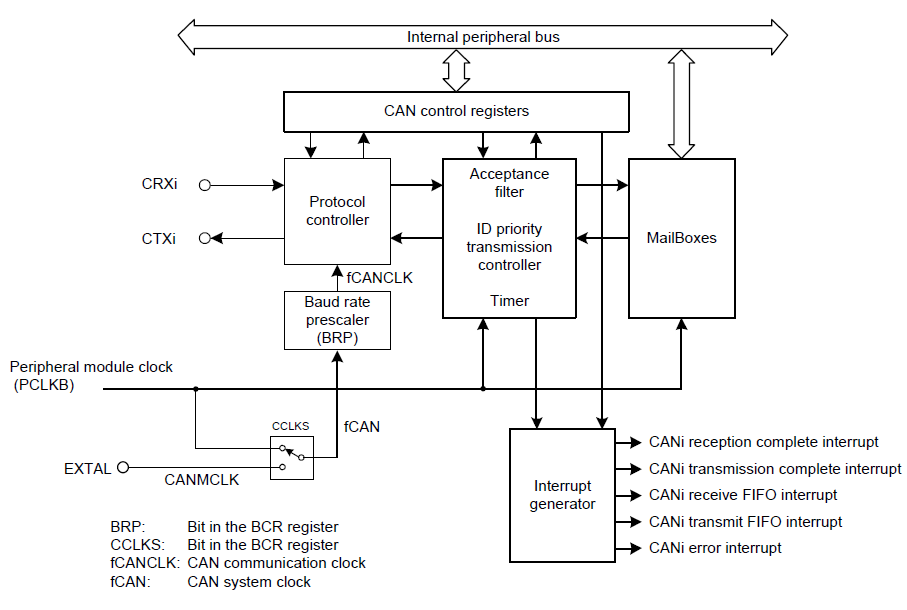 Internal peripheral bus
CAN control registers
CRXi
CTXi
Protocol
controller
Acceptance
filter
ID priority
transmission
controller
Timer
MailBoxes
fCANCLK
Baud rate
prescaler
(BRP)
Peripheral module clock
(PCLKB)
CCLKS
fCAN
EXTAL
CANMCLK
Interrupt
generator
CANi reception complete interrupt
CANi transmission complete interrupt
CANi receive FIFO interrupt
CANi transmit FIFO interrupt
CANi error interrupt
BRP: Bit in the BCR register
CCLKS: Bit in the BCR register
fCANCLK: CAN communication clock
fCAN: CAN system clock